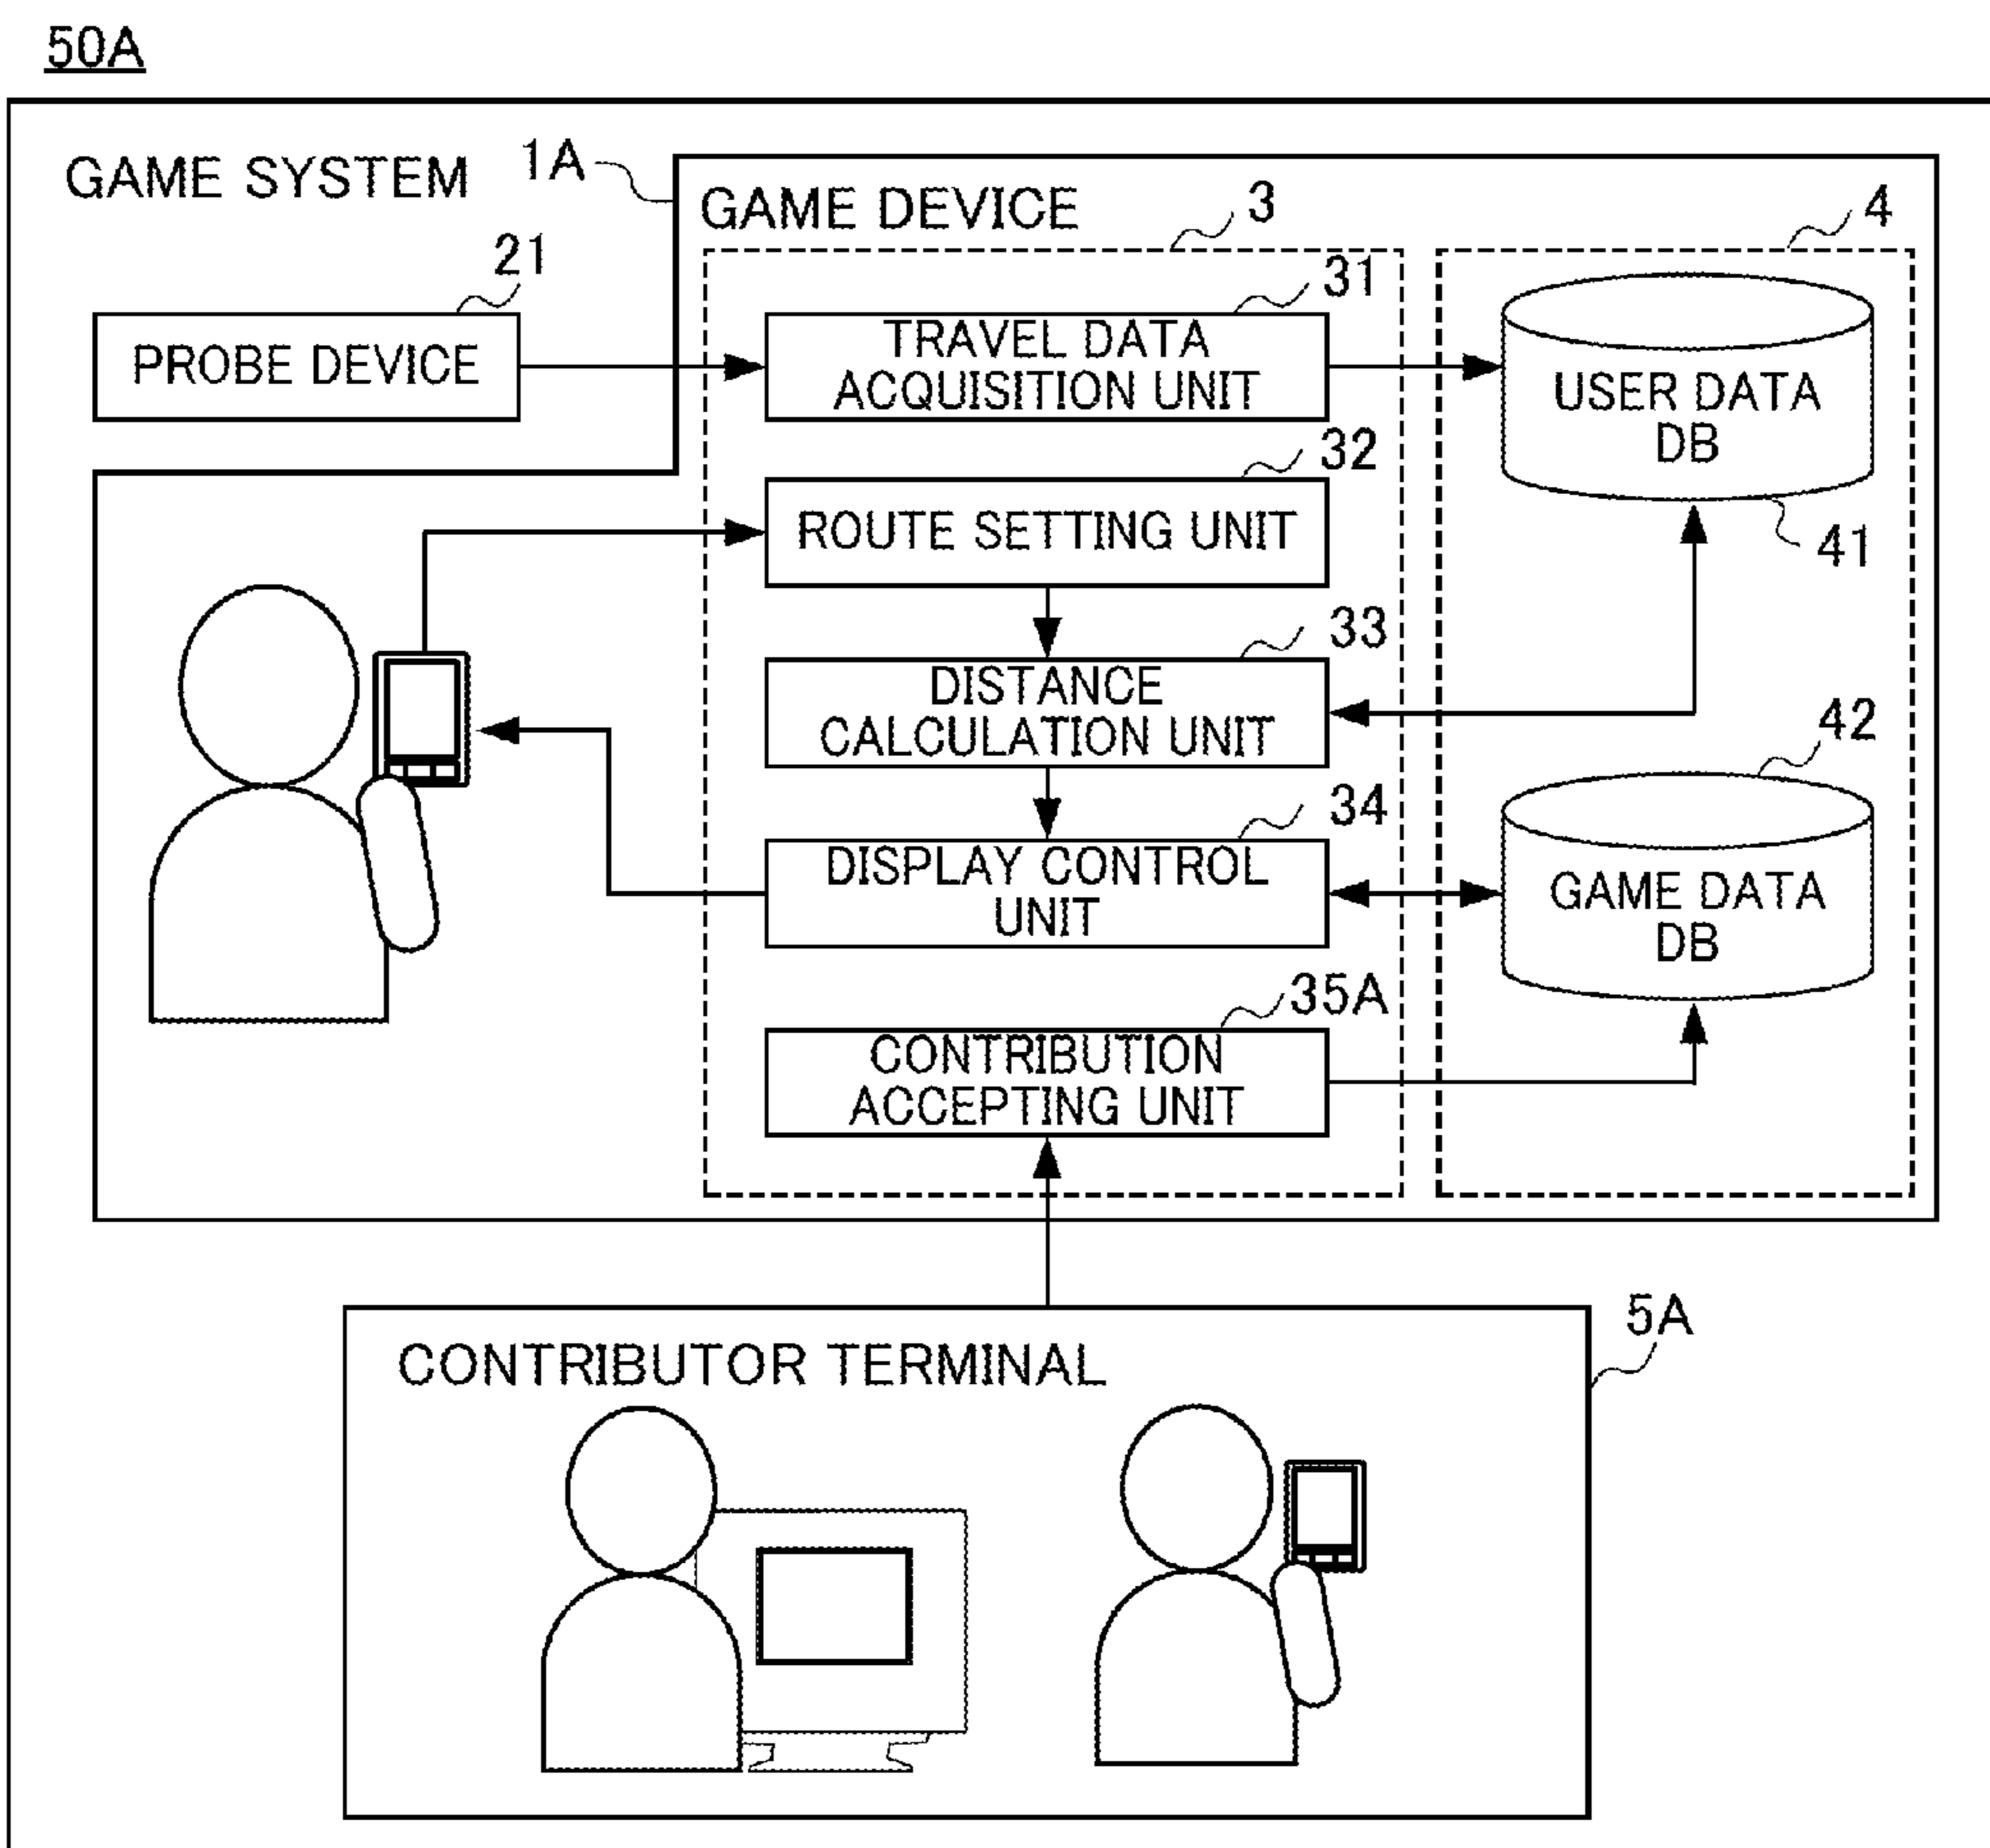 50A
GAME SYSTEM
1A
GAME DEVICE
3
4
21
PROBE DEVICE
31
TRAVEL DATA
ACQUISITION UNIT
USER DATA
DB
41
32
ROUTE SETTING UNIT
33
DISTANCE
CALCULATION UNIT
42
34
DISPLAY CONTROL
UNIT
GAME DATA
DB
35A
CONTRIBUTION
ACCEPTING UNIT
5A
CONTRIBUTOR TERMINAL